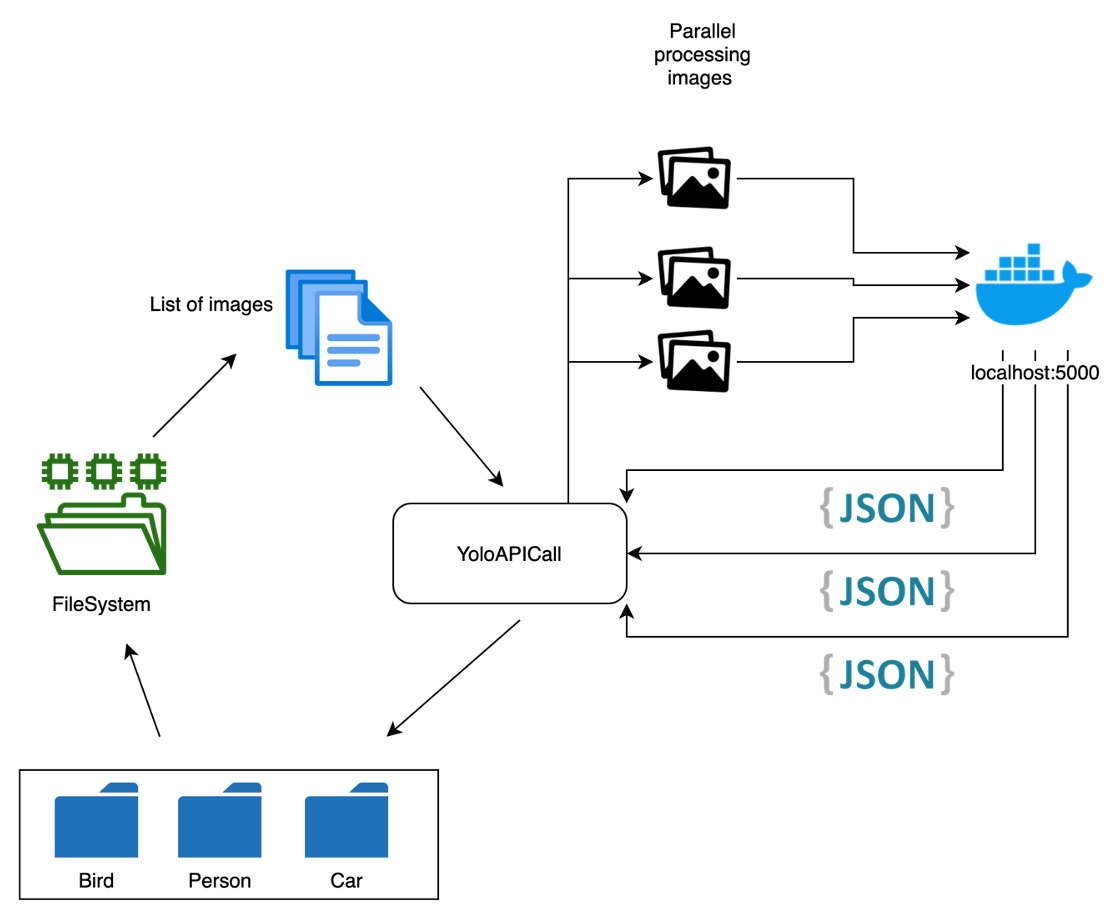 Parallel
processing
images
List of images
localhost:5000
{JSON}
YoloAPICall
{JSON}
FileSystem
{JSON}
Bird
Person
Car